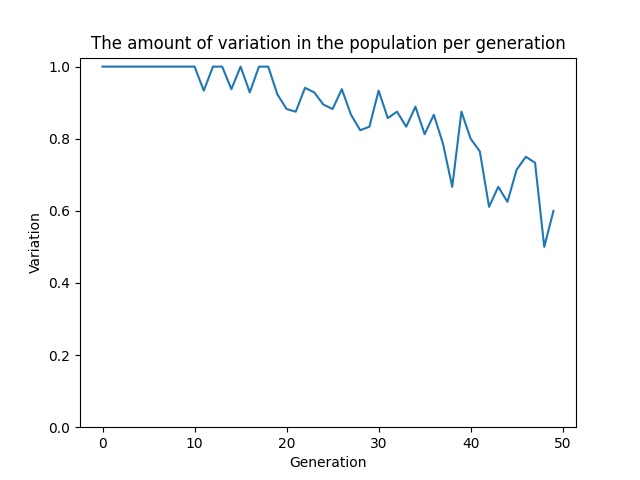 The amount of variation in the population per generation
1.0
0.8
0.6
0.4
0.2
0.0
Variation
0 10 20 30 40 50
Generation